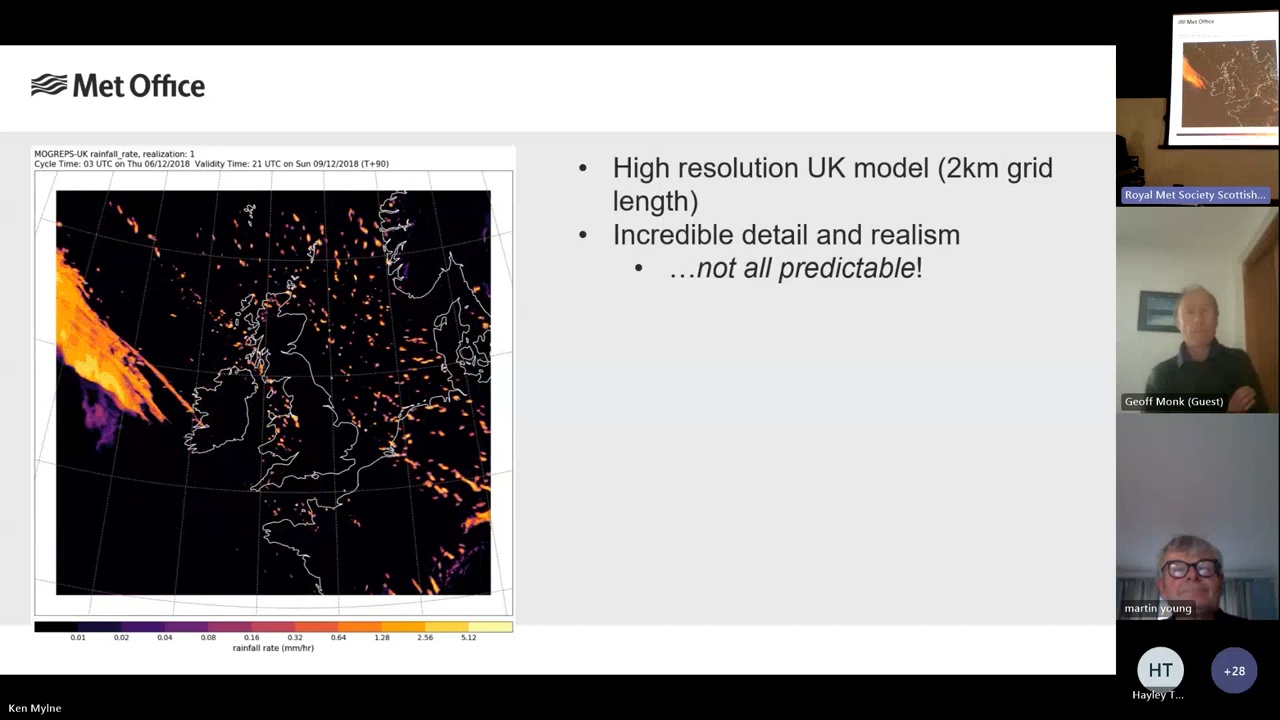 Met Office
MOGREPS-UK rainfall_rate, realization: 1
Cycle Time: 03 UTC on Thu 06/12/2018 Validity Time: 21 UTC on Sun 09/12/2018 (T+90)
0.01 0.02 0.04 0.08 0.16 0.32 0.64 1.28 2.56 5.12
rainfall rate (mm/hr)
• High resolution UK model (2km grid
length)
• Incredible detail and realism
• …not all predictable!
Met Office
Royal Met Society Scottish...
Geoff Monk (Guest)
martin young
HT
Hayley T...
+28
Ken Mylne